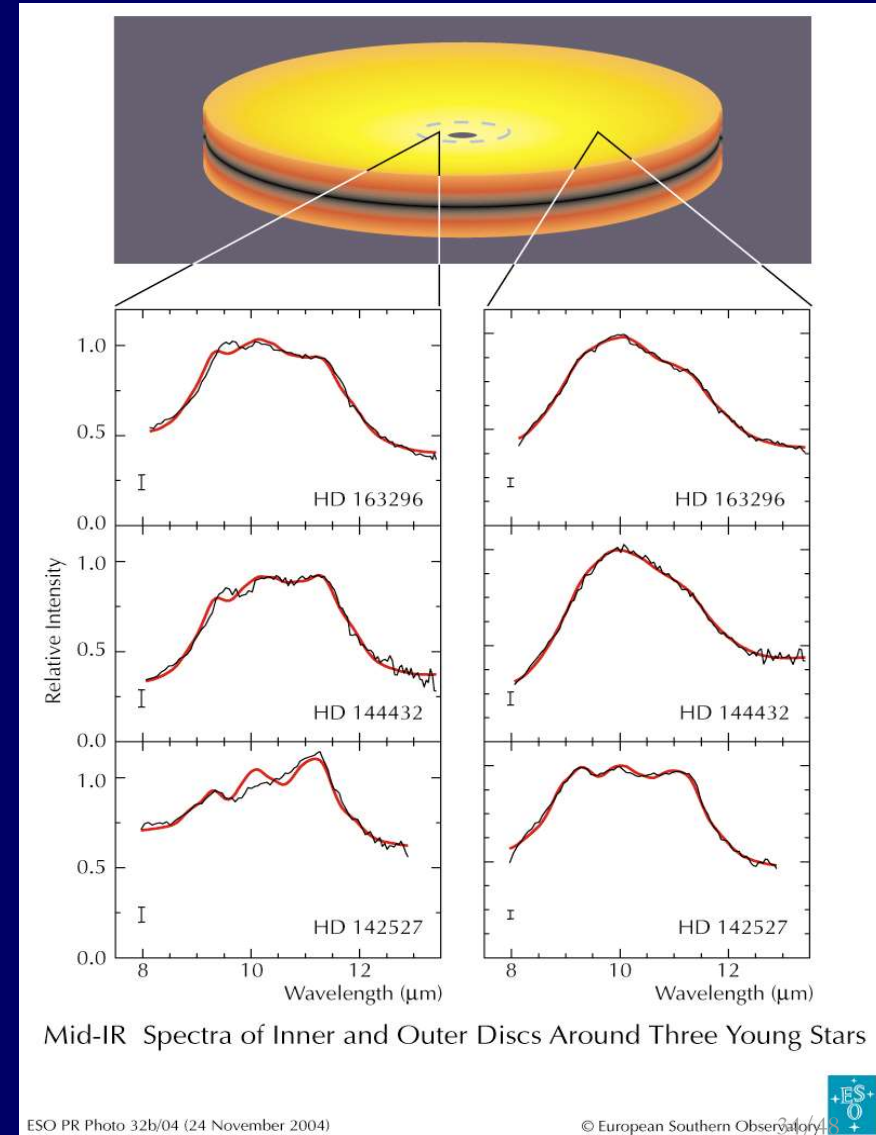 1.0
0.5
0.0
HD 163296
HD 163296
1.0
0.5
0.0
HD 144432
HD 144432
Relative Intensity
1.0
0.5
0.0
HD 142527
HD 142527
8 10 12
8 10 12
Wavelength (μm)
Wavelength (μm)
Mid-IR Spectra of Inner and Outer Discs Around Three Young Stars
ESO PR Photo 32b/04 (24 November 2004)
© European Southern Observatory
34/48
ESO